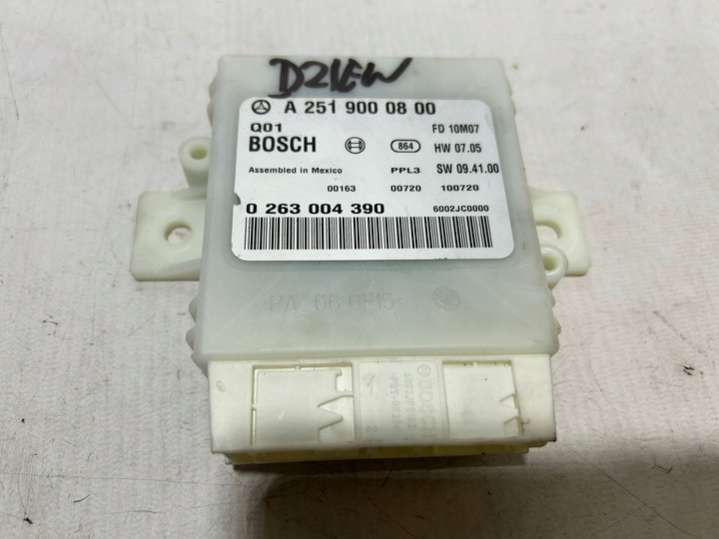 D21EW
A 251 900 08 00
Q01
FD 10M07
BOSCH
864
HW 07.05
Assembled in Mexico
PPL3
SW 09.41.00
00163
00720
100720
0 263 004 390
6002JC0000